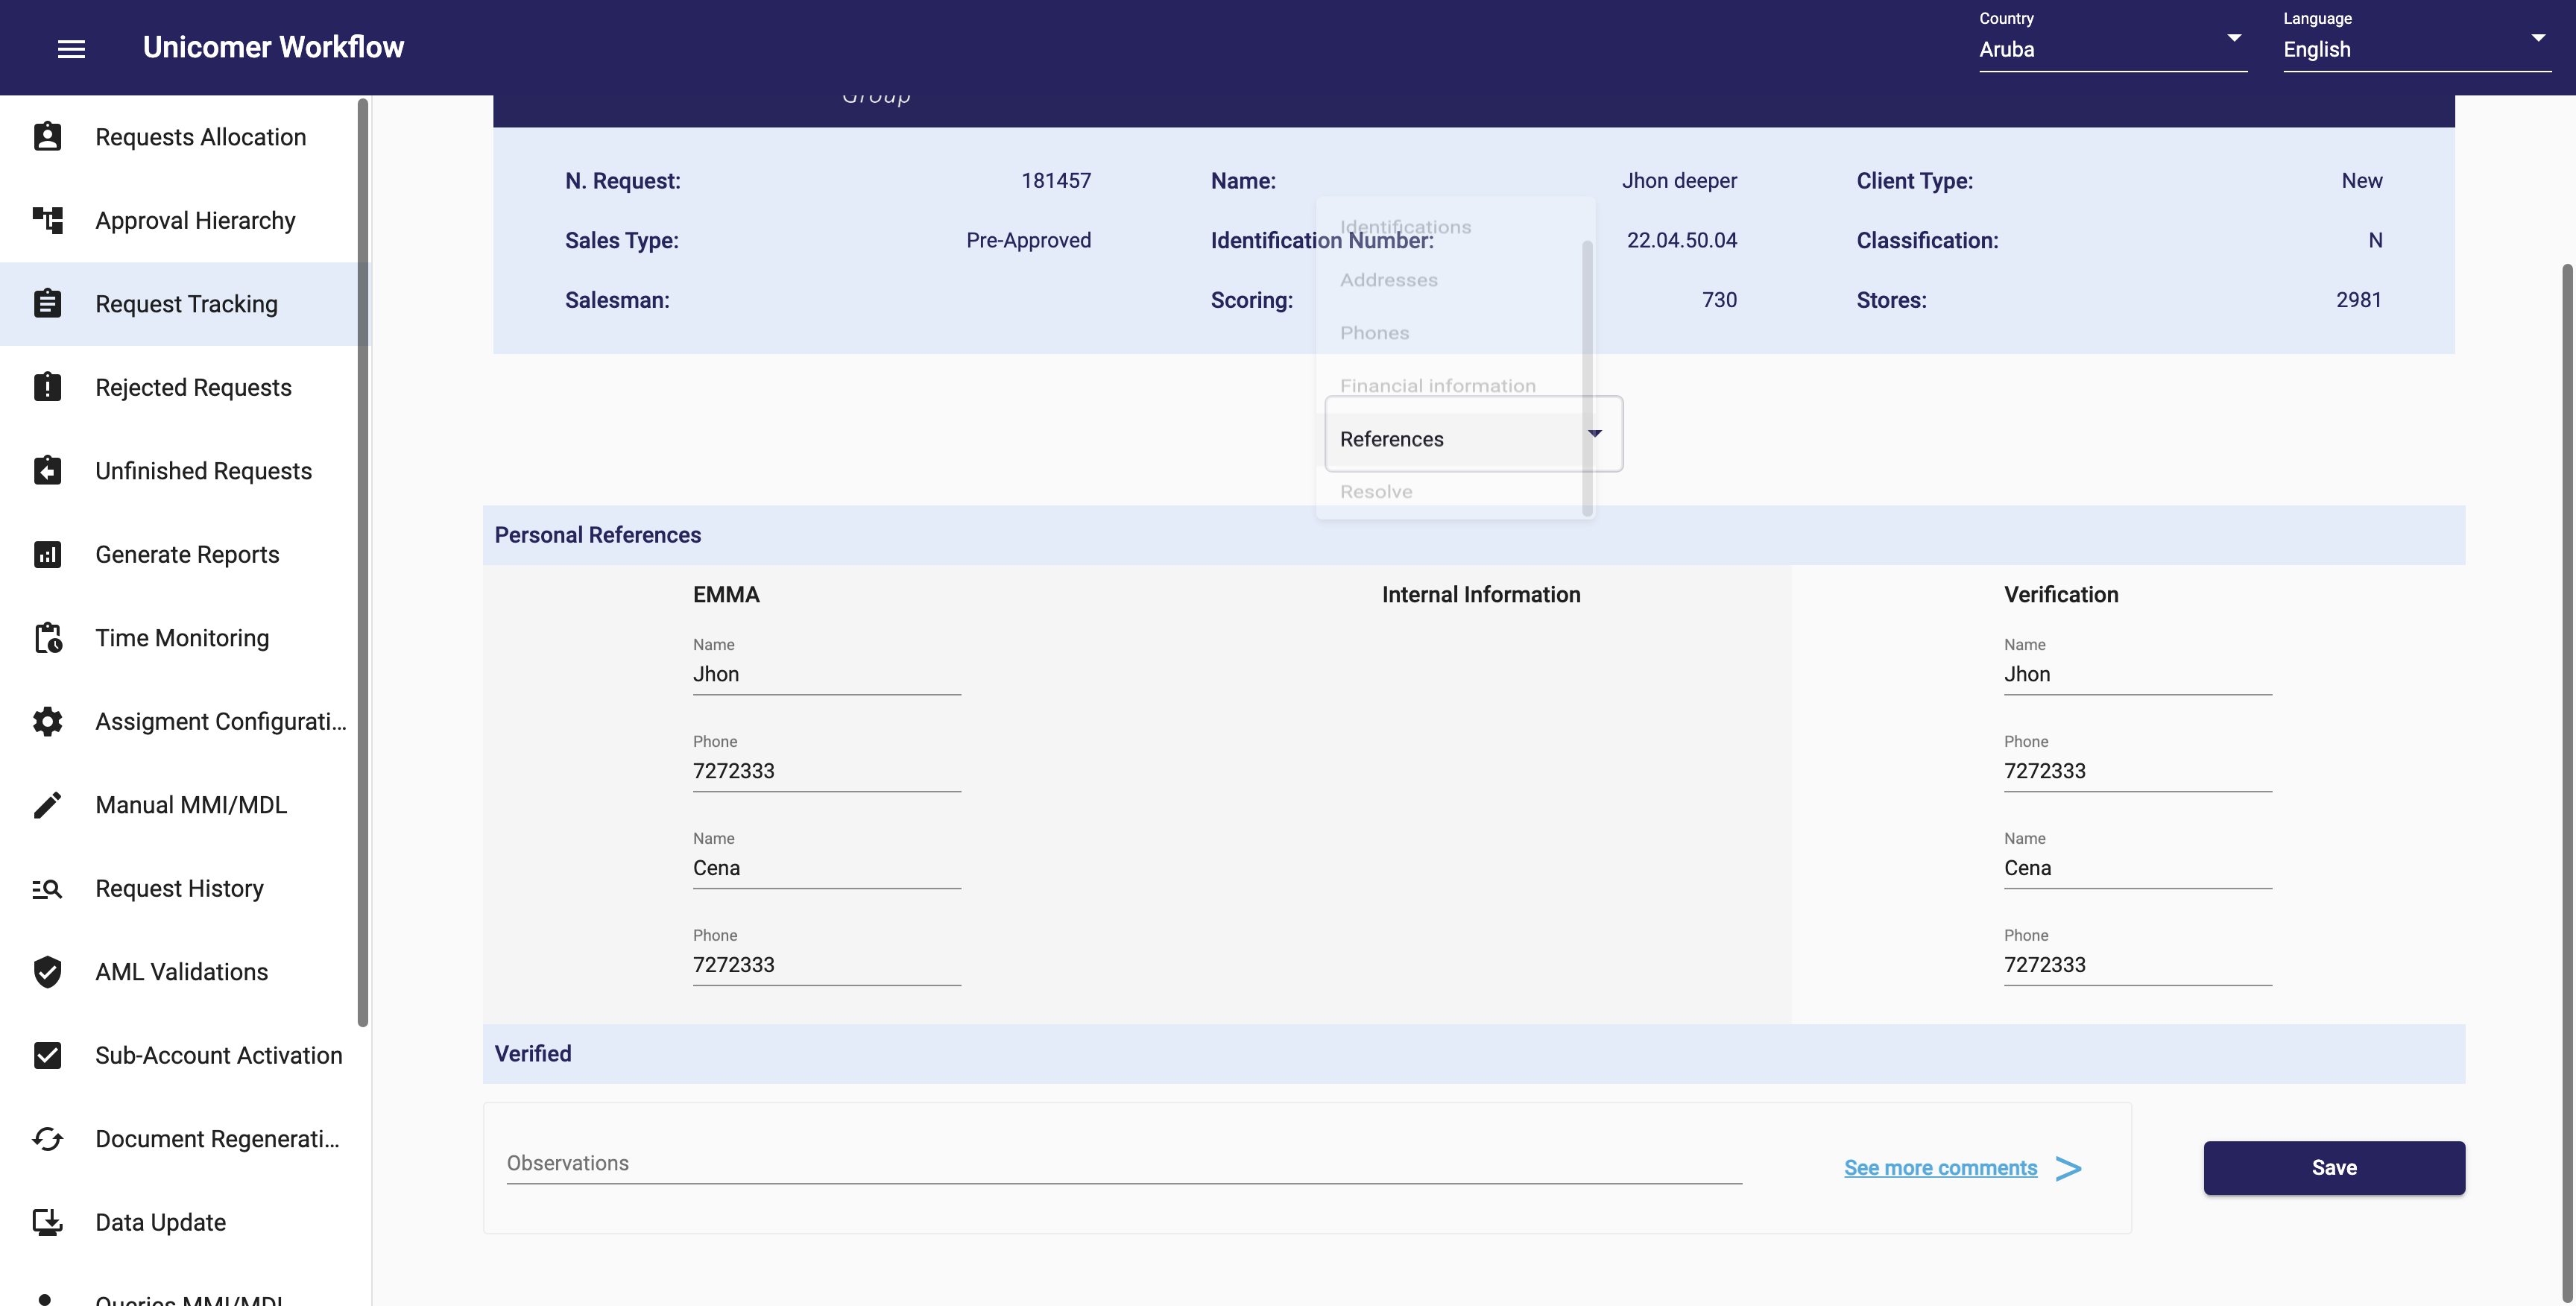 Unicomer Workflow
Country
Aruba
Language
English
Requests Allocation
Approval Hierarchy
Request Tracking
Rejected Requests
Unfinished Requests
Generate Reports
Time Monitoring
Assigment Configurati...
Manual MMI/MDL
Request History
AML Validations
Sub-Account Activation
Document Regenerati...
Data Update
Queries MMI/MDL
Group
N. Request: 181457
Name: Jhon deeper
Client Type: New
Sales Type: Pre-Approved
Identification Number: 22.04.50.04
Classification: N
Salesman:
Scoring: 730
Stores: 2981
Identifications
Addresses
Phones
Financial information
References
Resolve
Personal References
EMMA
Internal Information
Verification
Name
Jhon
Phone
7272333
Name
Cena
Phone
7272333
Name
Jhon
Phone
7272333
Name
Cena
Phone
7272333
Verified
Observations
See more comments >
Save